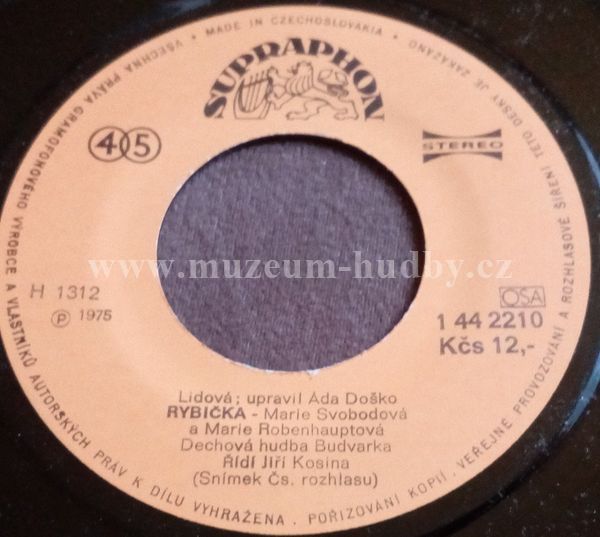 VŠECHNA PRÁVA GRAMOFONOVÉHO VÝROBCE A VLASTNÍKŮ AUTORSKÝCH PRÁV K DÍLU VYHRAŽENA. POŘIZOVÁNÍ KOPIÍ, VEŘEJNÉ PROVOZOVÁNÍ A ROZHLASOVÉ ŠÍŘENÍ TÉTO DESKY JE ZAKÁZÁNO • MADE IN CZECHOSLOVAKIA •
SUPRAPHON
45
STEREO
www.muzeum-hudby.cz
H 1312
Ⓟ 1975
OSA
1 44 2210
Kčs 12,-
Lidová; upravil Áda Doško
RYBIČKA - Marie Svobodová
a Marie Robenhauptová
Dechová hudba Budvarka
Řídí Jiří Kosina
(Snímek Čs. rozhlasu)